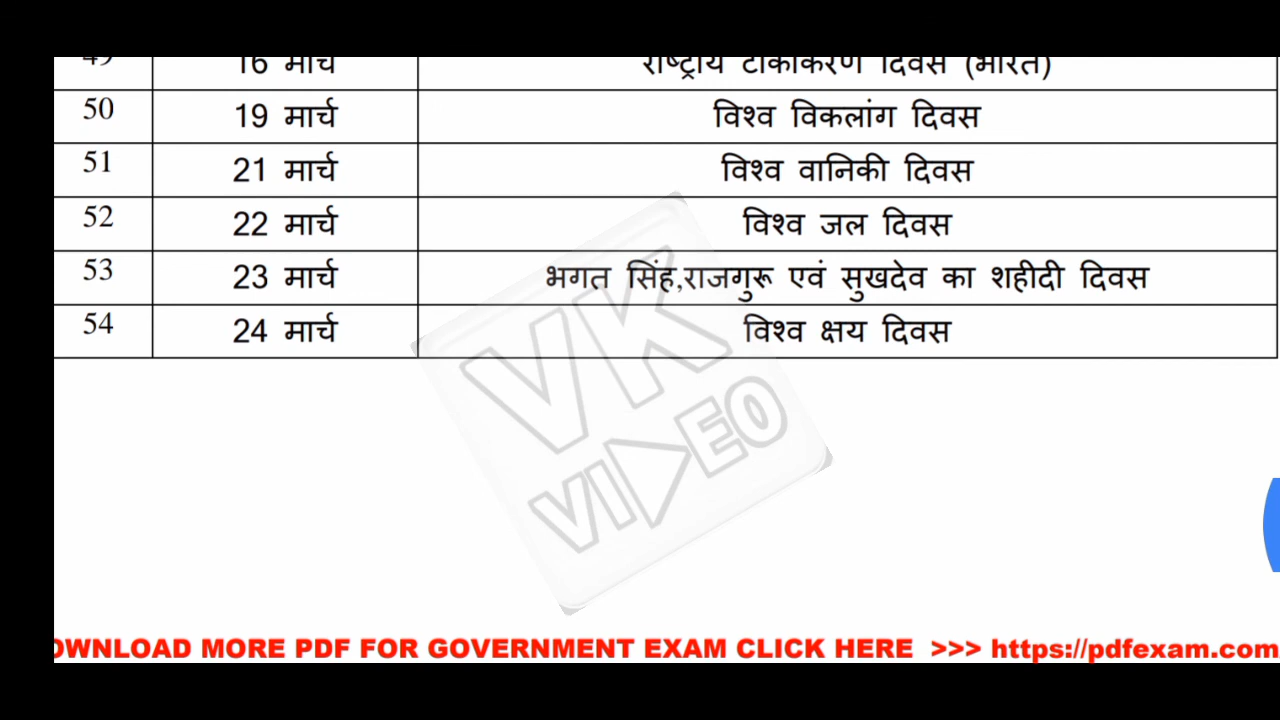 49 16 मार्च राष्ट्रीय टीकाकरण दिवस (भारत)
50 19 मार्च विश्व विकलांग दिवस
51 21 मार्च विश्व वानिकी दिवस
52 22 मार्च विश्व जल दिवस
53 23 मार्च भगत सिंह,राजगुरू एवं सुखदेव का शहीदी दिवस
54 24 मार्च विश्व क्षय दिवस
VK
VIDEO
OWNLOAD MORE PDF FOR GOVERNMENT EXAM CLICK HERE >>> https://pdfexam.com